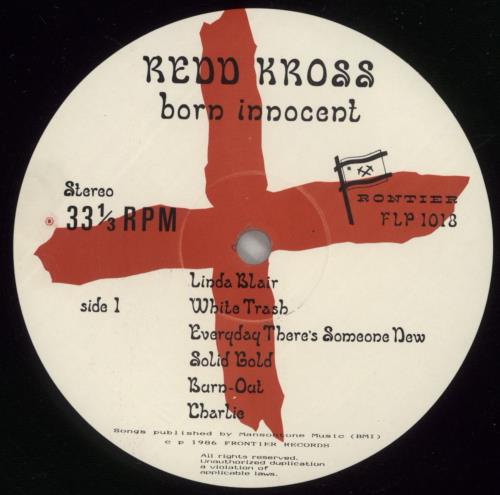 REDD KROSS
born innocent
Stereo
33⅓ RPM
FRONTIER
FLP 1018
side 1
Linda Blair
White Trash
Everyday There's Someone New
Solid Gold
Burn-Out
Charlie
Songs published by Mansontone Music (BMI)
c p 1986 FRONTIER RECORDS
All rights reserved.
Unauthorized duplication
a violation of
applicable laws.